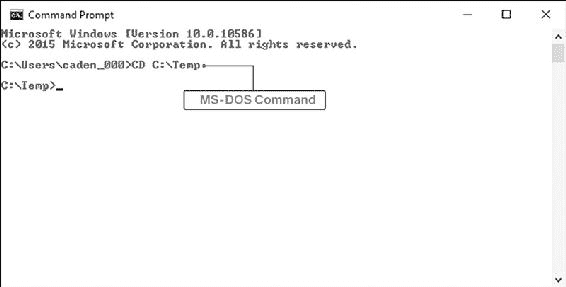 Command Prompt
Microsoft Windows [Version 10.0.10586]
(c) 2015 Microsoft Corporation. All rights reserved.
C:\Users\caden_000>CD C:\Temp
C:\Temp>_
MS-DOS Command